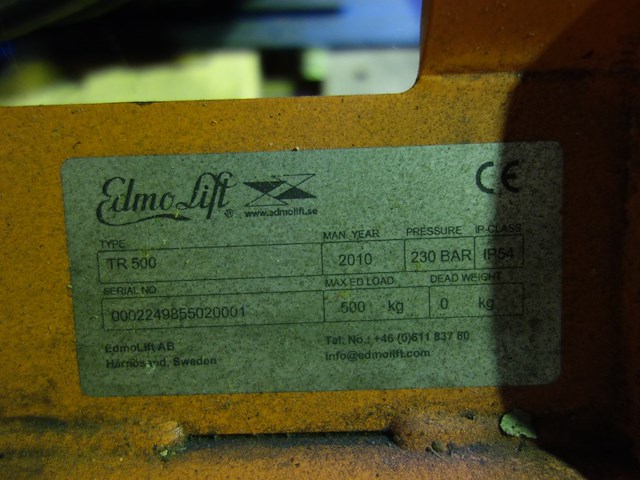 EdmoLift®
www.edmolift.se
CE
TYPE MAN. YEAR PRESSURE IP-CLASS
TR 500 2010 230 BAR IP54
SERIAL NO MAX.ED LOAD DEAD WEIGHT
0002249855020001 500 kg 0 kg
EdmoLift AB Tel. No.: +46 (0)611 837 80
Härnösand, Sweden info@edmolift.com